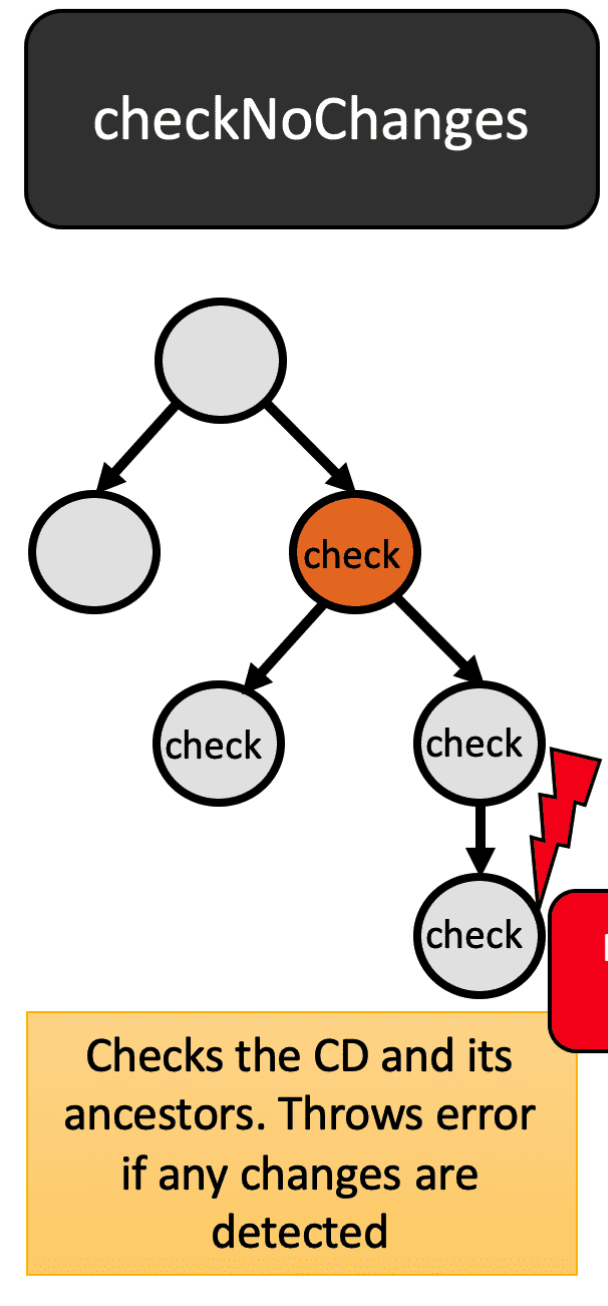 checkNoChanges
check
check
check
check
Checks the CD and its
ancestors. Throws error
if any changes are
detected